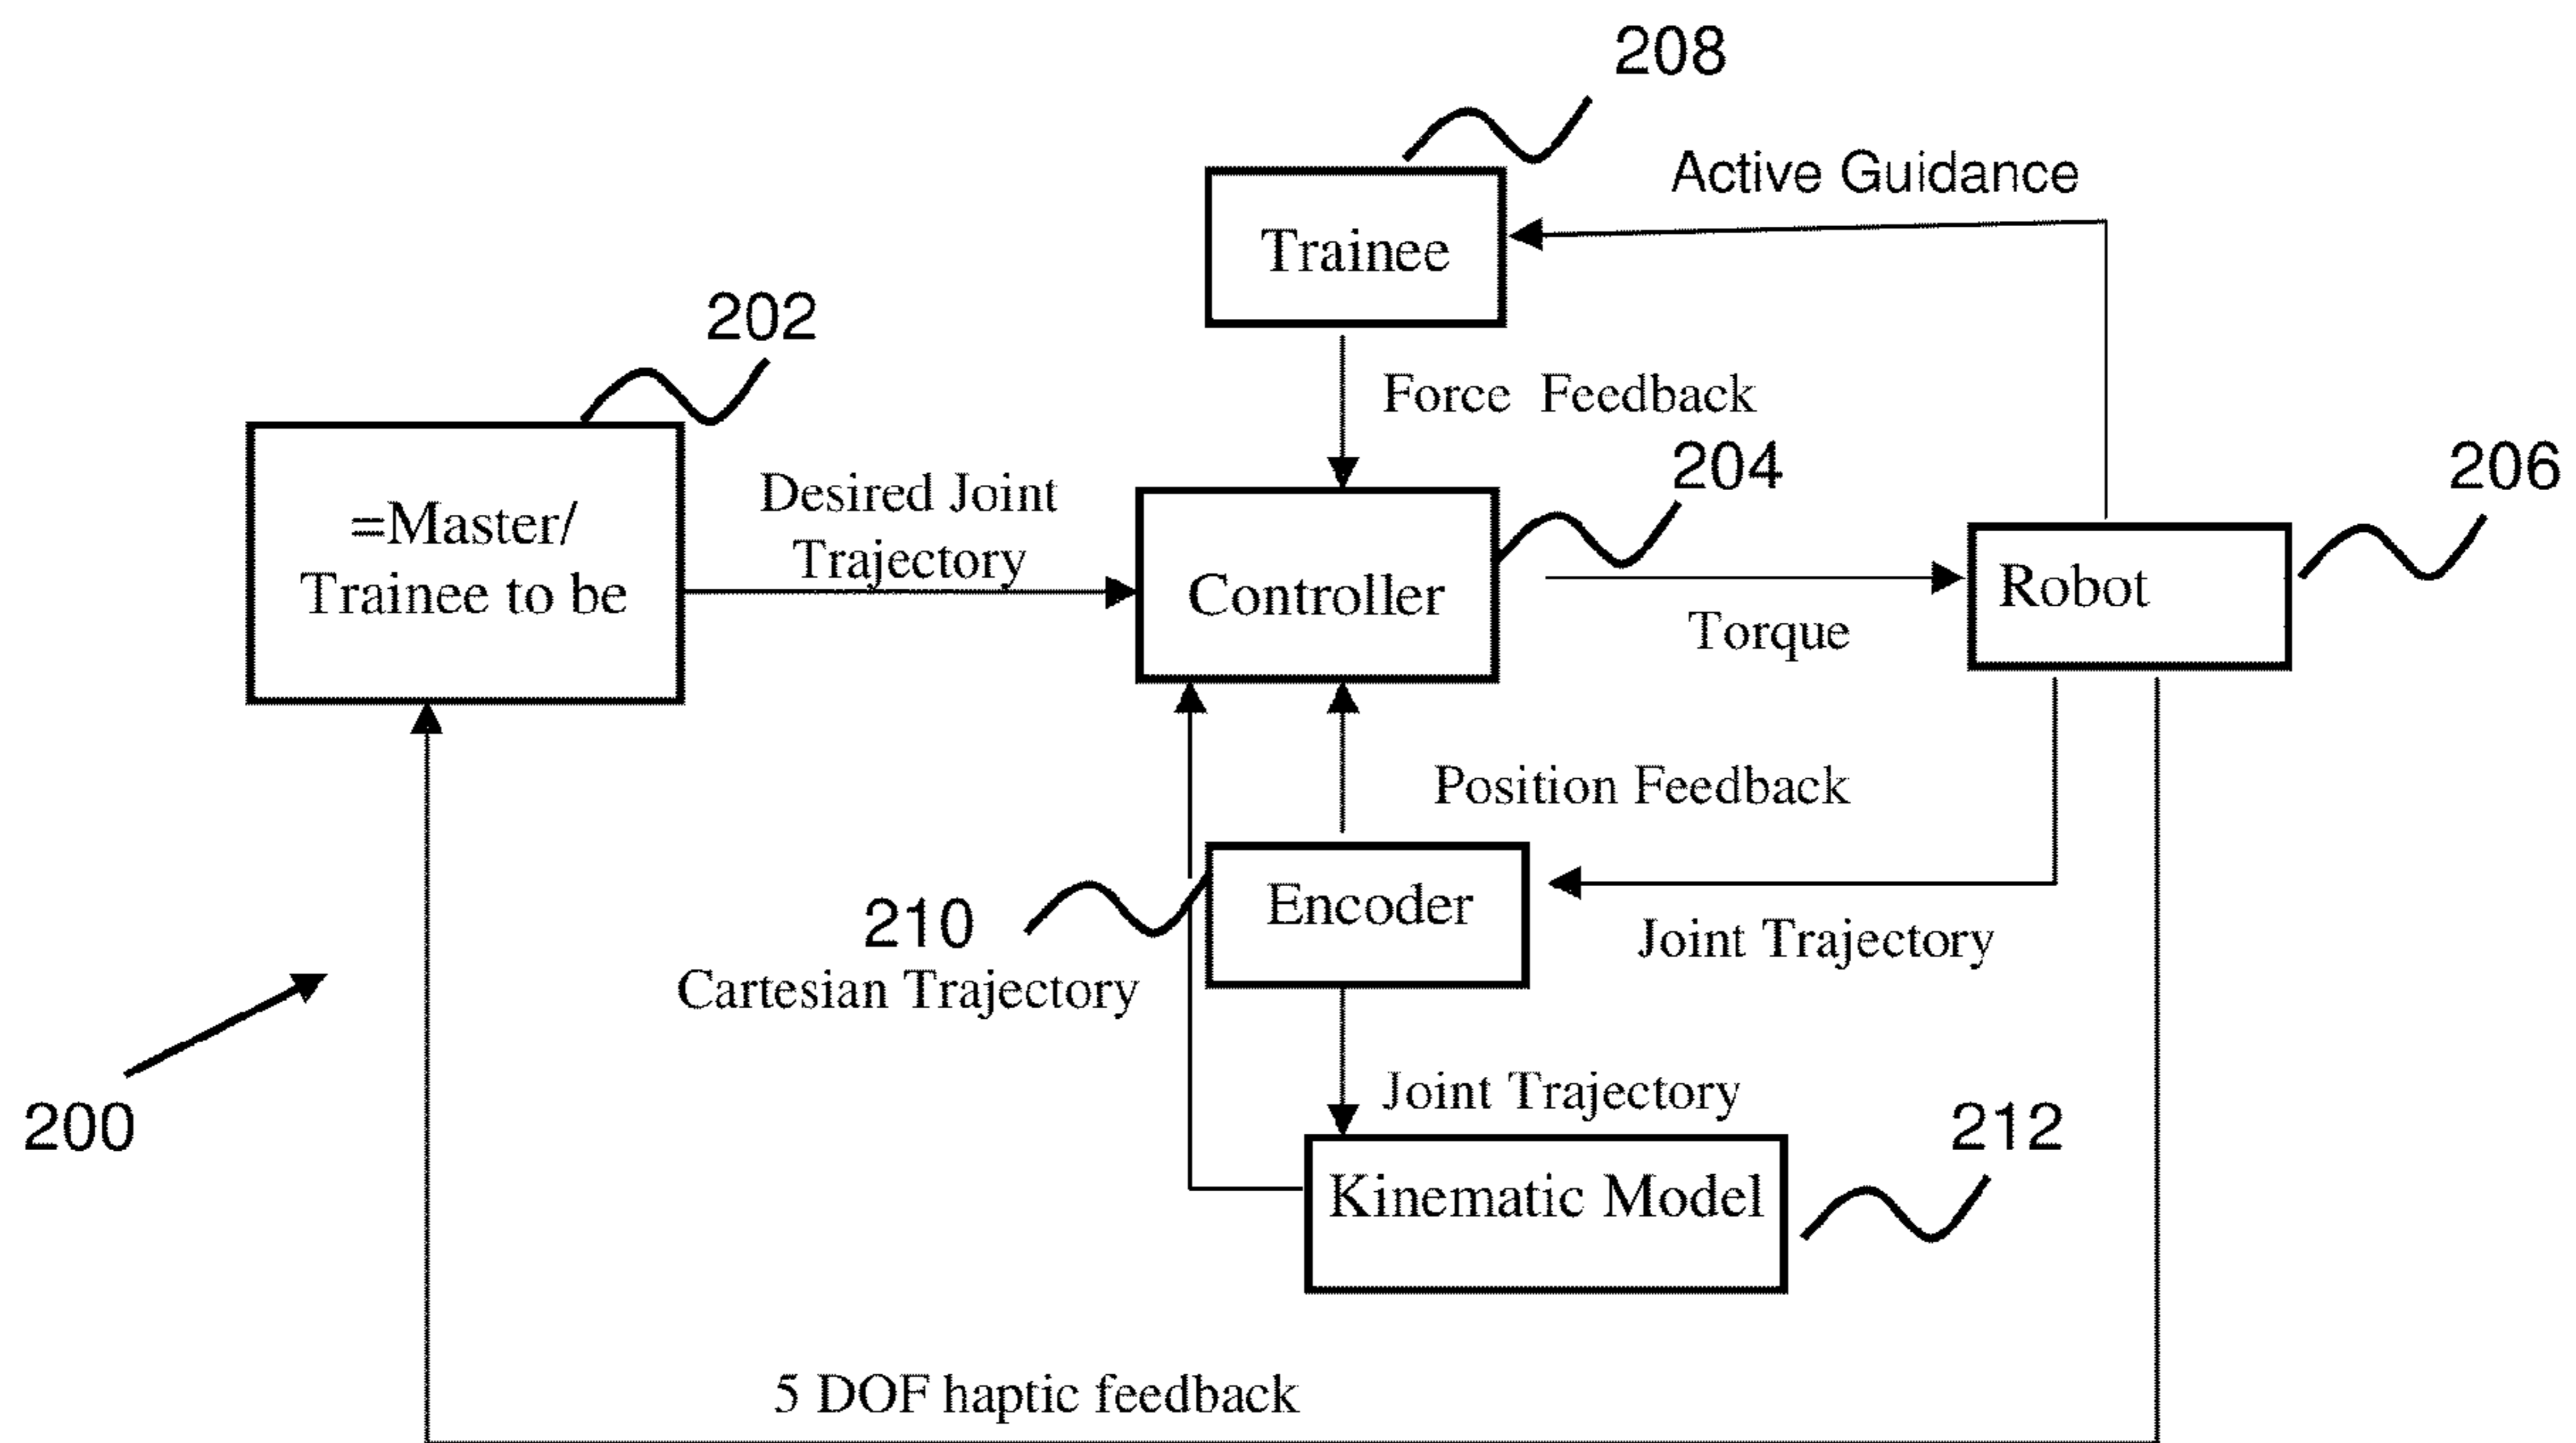 208
Active Guidance
Trainee
202
Force Feedback
204
206
Desired Joint
Trajectory
=Master/
Trainee to be
Controller
Robot
Torque
Position Feedback
Encoder
210
Joint Trajectory
Cartesian Trajectory
200
Joint Trajectory
212
Kinematic Model
5 DOF haptic feedback